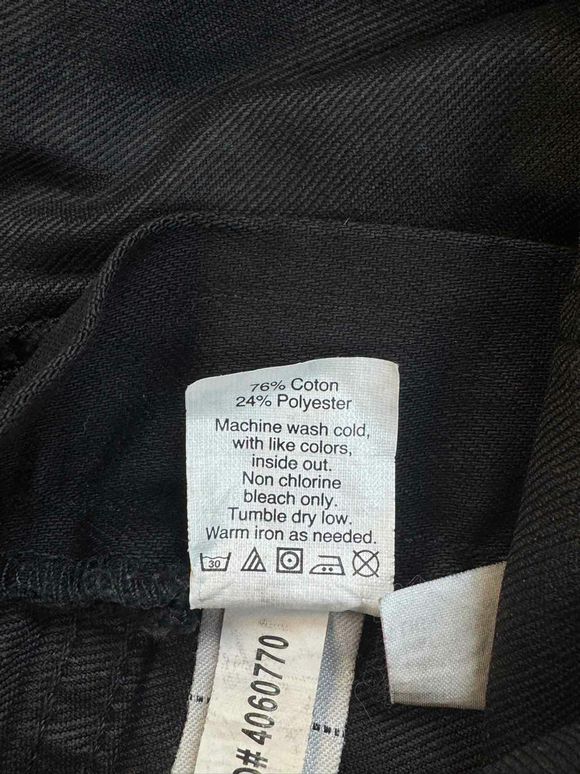 76% Coton
24% Polyester
Machine wash cold,
with like colors,
inside out.
Non chlorine
bleach only.
Tumble dry low.
Warm iron as needed.
30
# 4060770